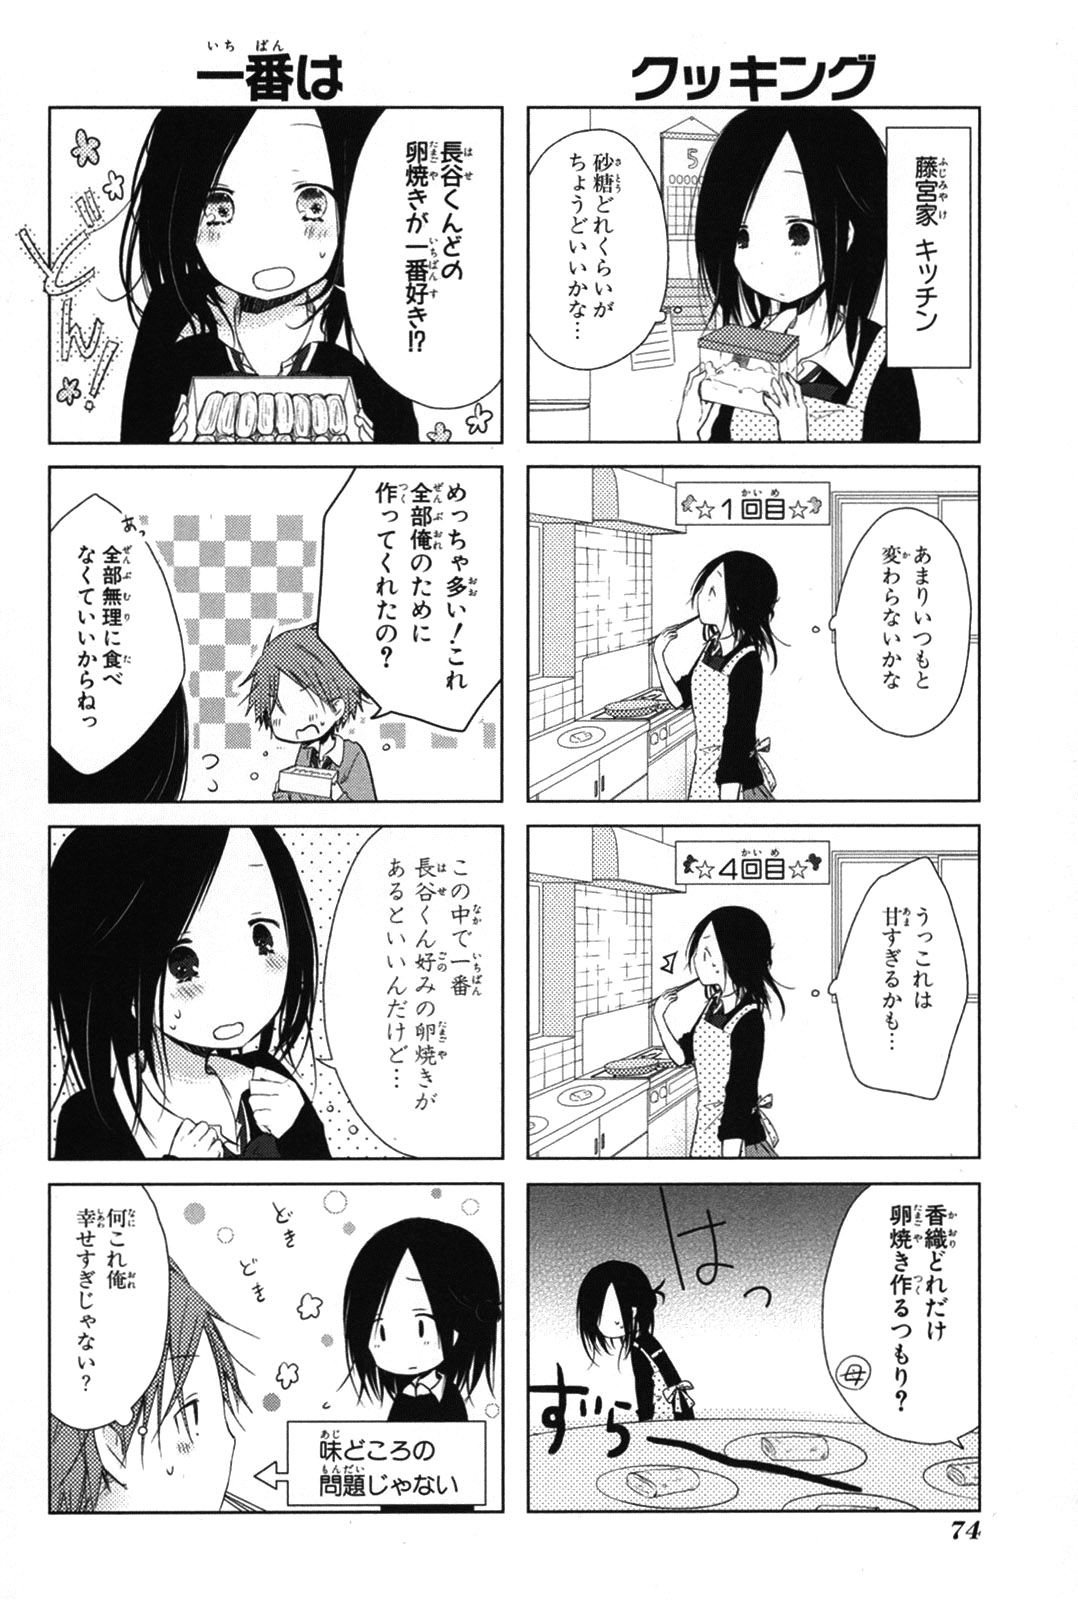 クッキング
藤宮家 キッチン
砂糖どれくらいが
ちょうどいいかな…
☆1回目☆
あまりいつもと
変わらないかな
☆4回目☆
うっこれは
甘すぎるかも…
香織どれだけ
卵焼き作るつもり?
母
はっ
ずらーっ
一番は
長谷くんどの
卵焼きが一番好き!?
どん!
めっちゃ多い!これ
全部俺のために
作ってくれたの?
あっ
全部無理に食べ
なくていいからねっ
この中で一番
長谷くん好みの卵焼きが
あるといいんだけど…
どき
どき
何これ俺
幸せすぎじゃない?
味どころの
問題じゃない
74